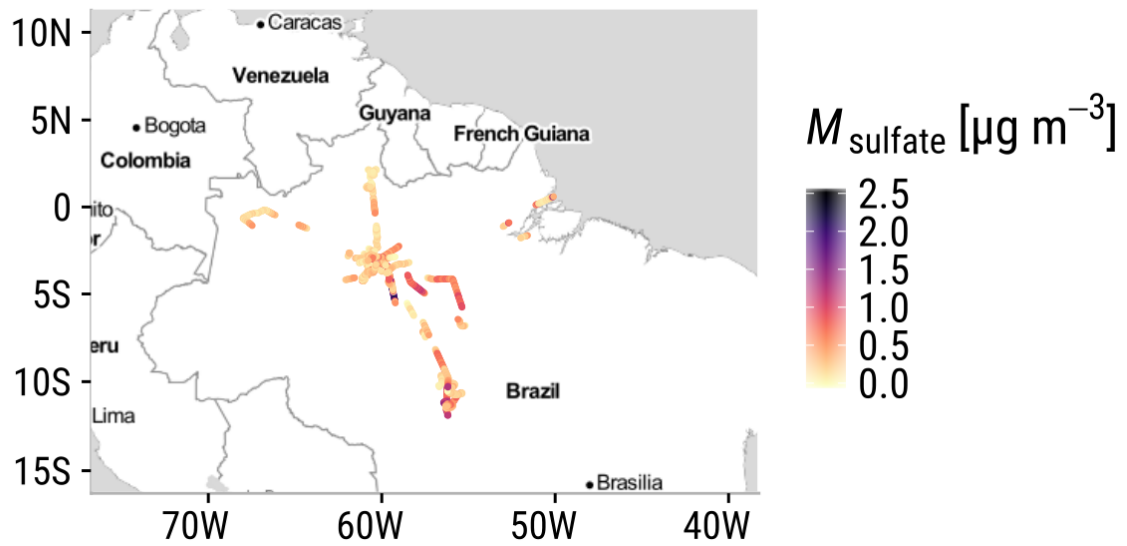 10N
5N
0
5S
10S
15S
70W
60W
50W
40W
Caracas
Venezuela
Guyana
Bogota
French Guiana
Colombia
ito
r
eru
Brazil
Lima
Brasilia
M sulfate [µg m⁻³]
2.5
2.0
1.5
1.0
0.5
0.0